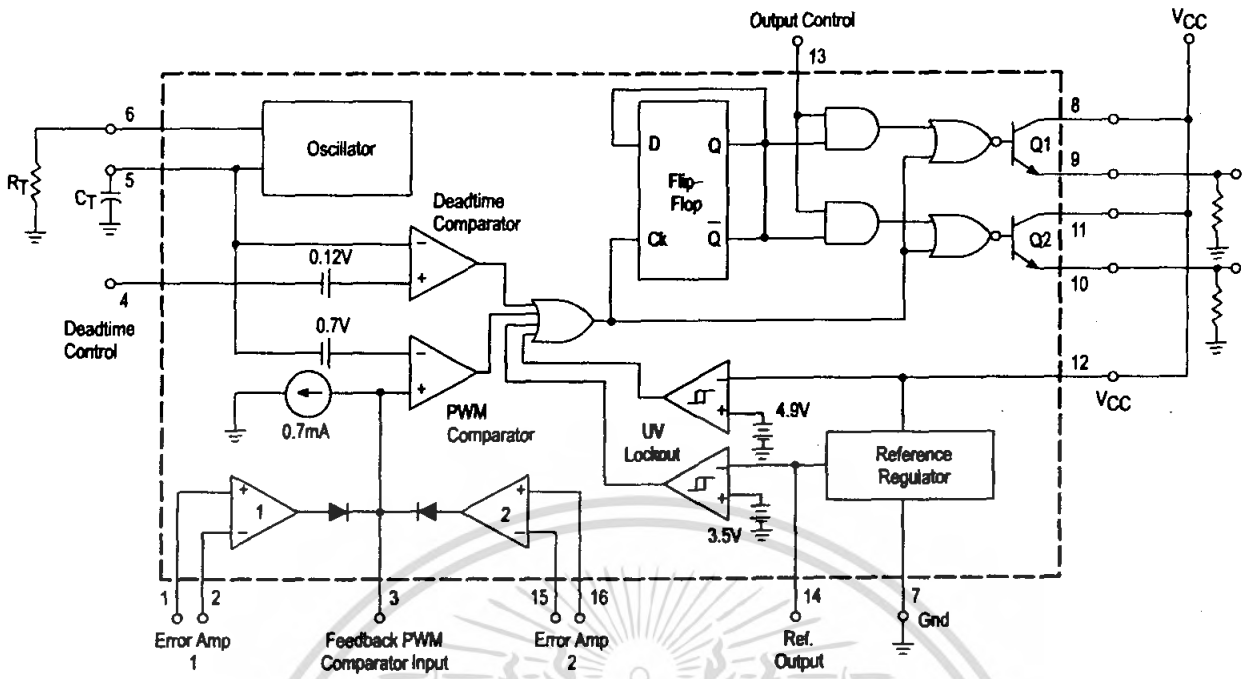 Output Control
VCC
13
6
Oscillator
RT
5
CT
D
Q
Flip-
Flop
Ck
Q̅
8
Q1
9
11
Q2
10
Deadtime
Comparator
0.12V
-
+
4
Deadtime
Control
0.7V
-
+
0.7mA
PWM
Comparator
UV
Lockout
-
+
4.9V
12
VCC
-
+
3.5V
Reference
Regulator
+
1
-
+
2
-
1
2
3
15
16
14
7
Gnd
Error Amp
1
Feedback PWM
Comparator Input
Error Amp
2
Ref.
Output